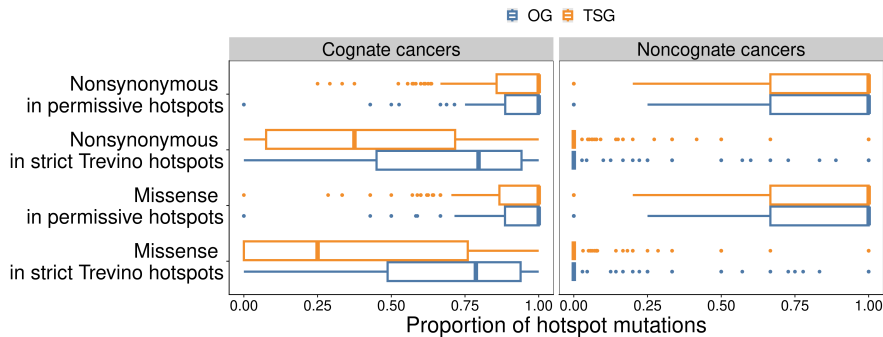 OG TSG
Cognate cancers Noncognate cancers
Nonsynonymous
in permissive hotspots
Nonsynonymous
in strict Trevino hotspots
Missense
in permissive hotspots
Missense
in strict Trevino hotspots
0.00 0.25 0.50 0.75 1.00 0.00 0.25 0.50 0.75 1.00
Proportion of hotspot mutations